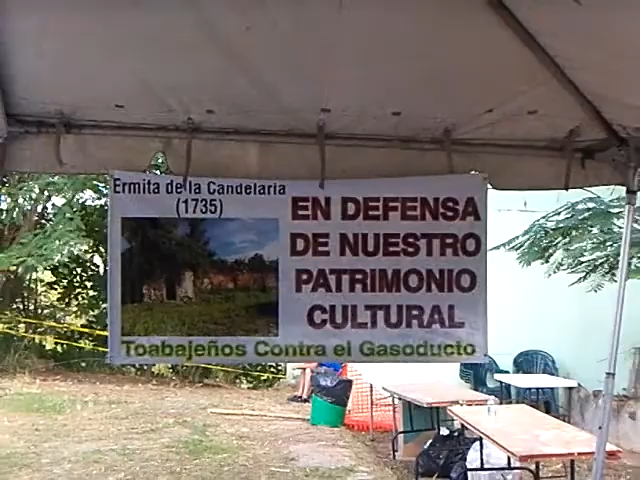 Ermita de la Candelaria
(1735)
EN DEFENSA
DE NUESTRO
PATRIMONIO
CULTURAL
Toabajeños Contra el Gasoducto